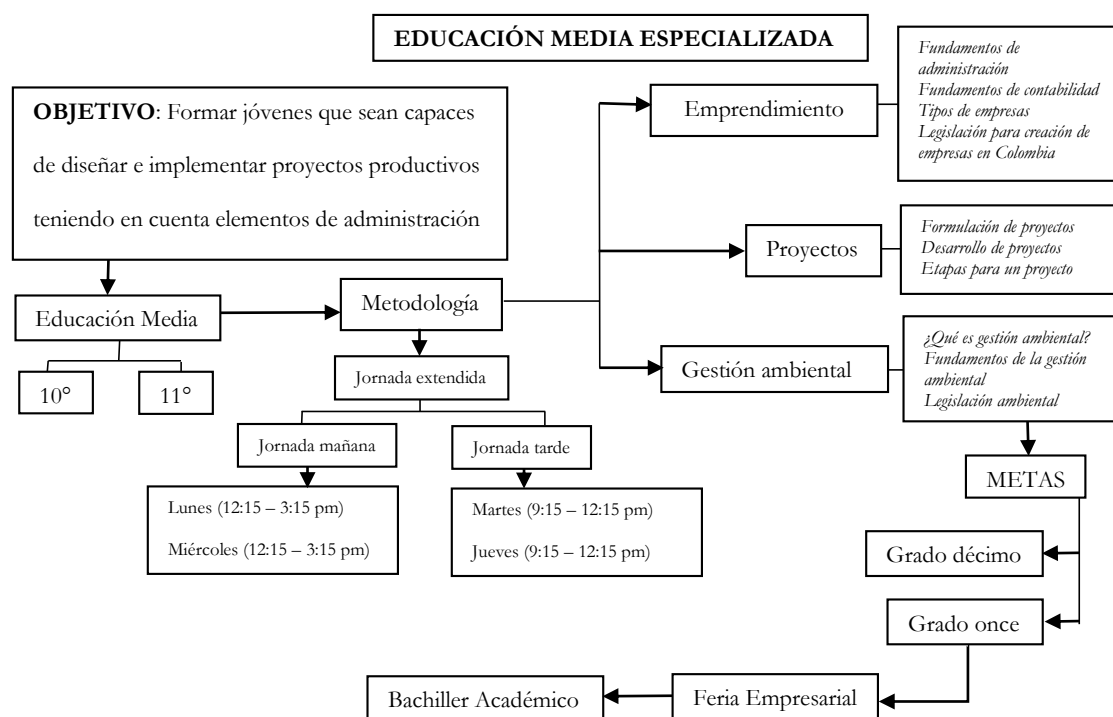 EDUCACIÓN MEDIA ESPECIALIZADA
OBJETIVO: Formar jóvenes que sean capaces
de diseñar e implementar proyectos productivos
teniendo en cuenta elementos de administración
Educación Media
10°
11°
Metodología
Jornada extendida
Jornada mañana
Lunes (12:15 – 3:15 pm)
Miércoles (12:15 – 3:15 pm)
Jornada tarde
Martes (9:15 – 12:15 pm)
Jueves (9:15 – 12:15 pm)
Emprendimiento
Fundamentos de
administración
Fundamentos de contabilidad
Tipos de empresas
Legislación para creación de
empresas en Colombia
Proyectos
Formulación de proyectos
Desarrollo de proyectos
Etapas para un proyecto
Gestión ambiental
¿Qué es gestión ambiental?
Fundamentos de la gestión
ambiental
Legislación ambiental
METAS
Grado décimo
Grado once
Feria Empresarial
Bachiller Académico